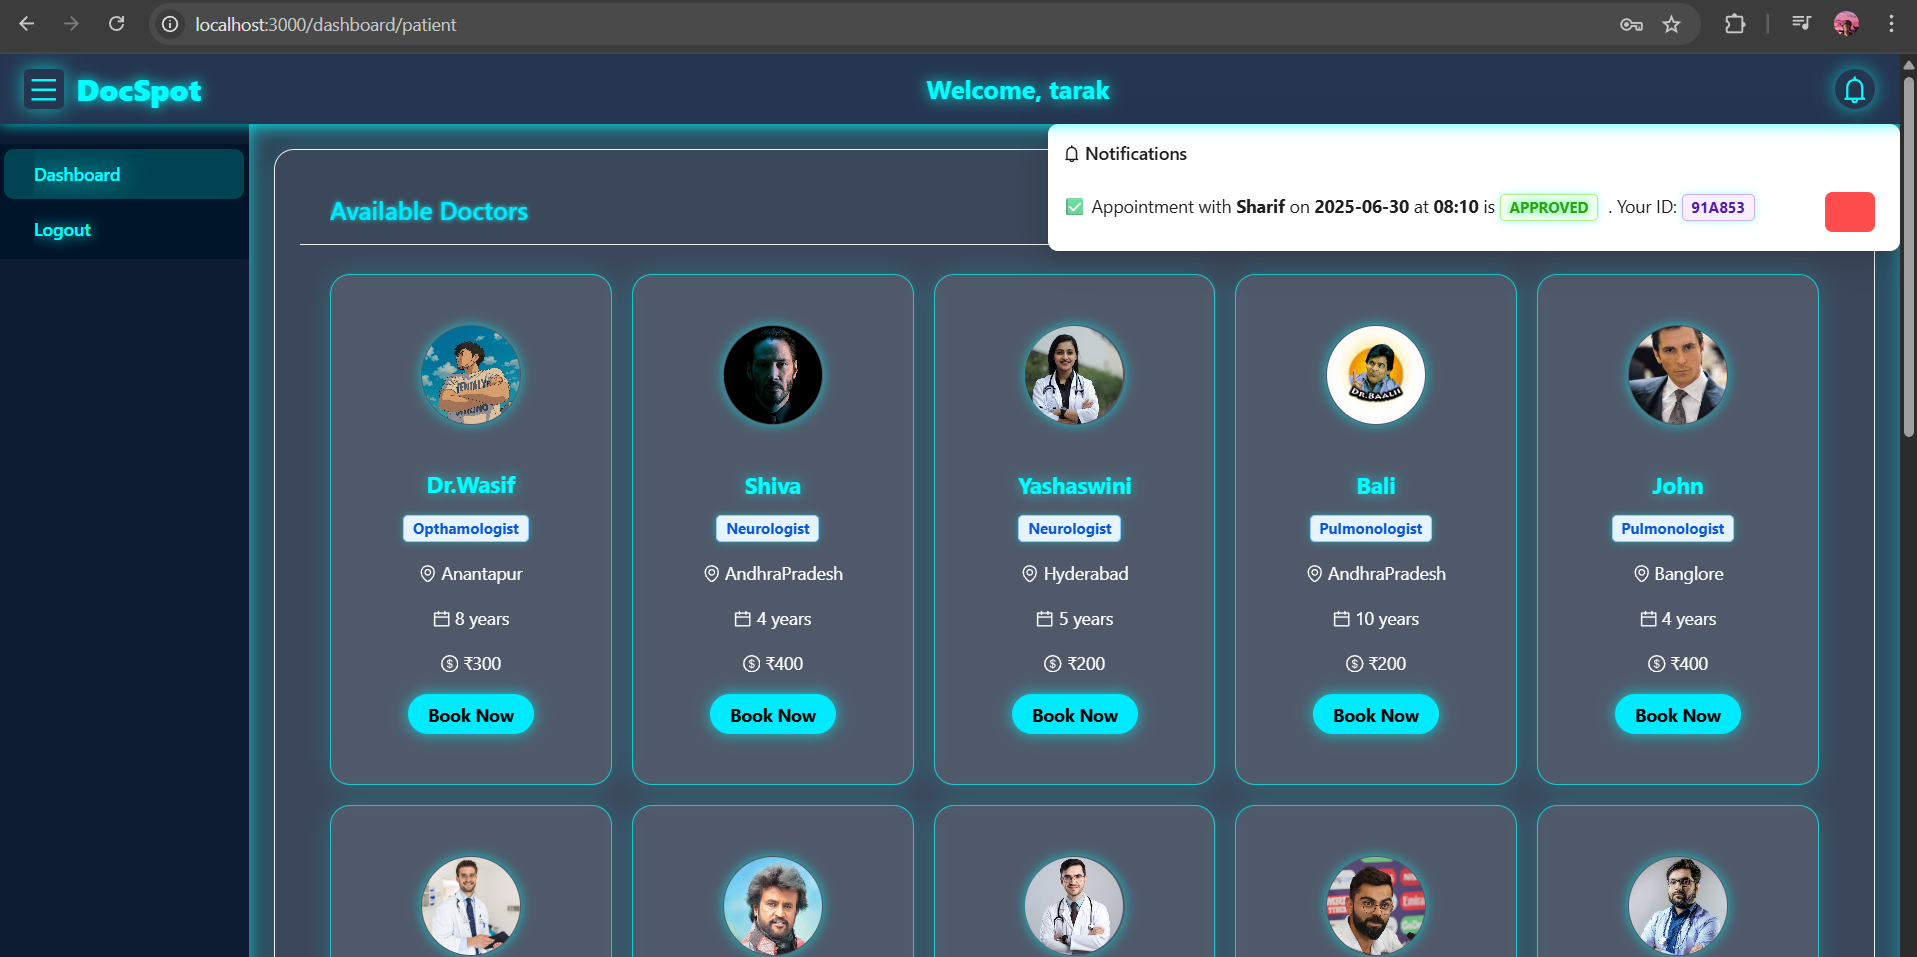 localhost:3000/dashboard/patient
DocSpot
Welcome, tarak
Dashboard
Logout
Notifications
✅ Appointment with Sharif on 2025-06-30 at 08:10 is APPROVED . Your ID: 91A853
Available Doctors
Dr.Wasif
Opthamologist
Anantapur
8 years
₹300
Book Now
Shiva
Neurologist
AndhraPradesh
4 years
₹400
Book Now
Yashaswini
Neurologist
Hyderabad
5 years
₹200
Book Now
DR.BAALII
Bali
Pulmonologist
AndhraPradesh
10 years
₹200
Book Now
John
Pulmonologist
Banglore
4 years
₹400
Book Now